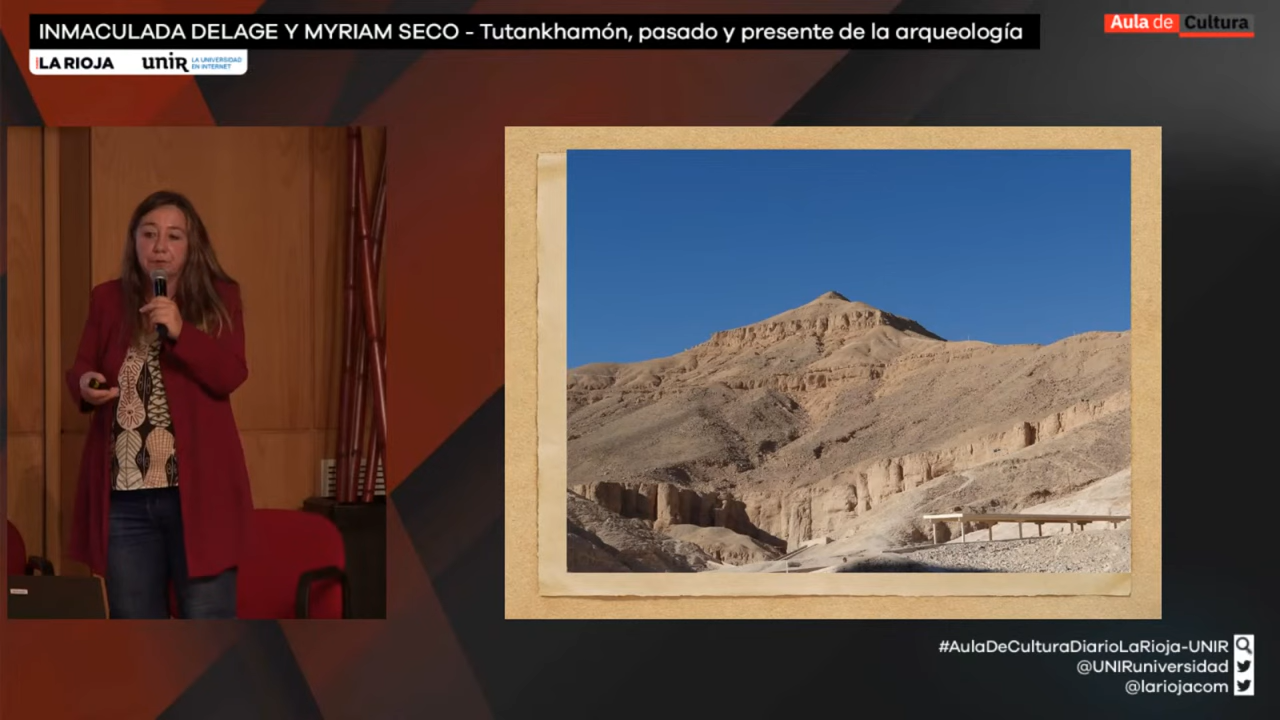 INMACULADA DELAGE Y MYRIAM SECO - Tutankhamón, pasado y presente de la arqueología
Aula de Cultura
LA RIOJA
unir LA UNIVERSIDAD
EN INTERNET
#AulaDeCulturaDiarioLaRioja-UNIR
@UNIRuniversidad
@lariojacom